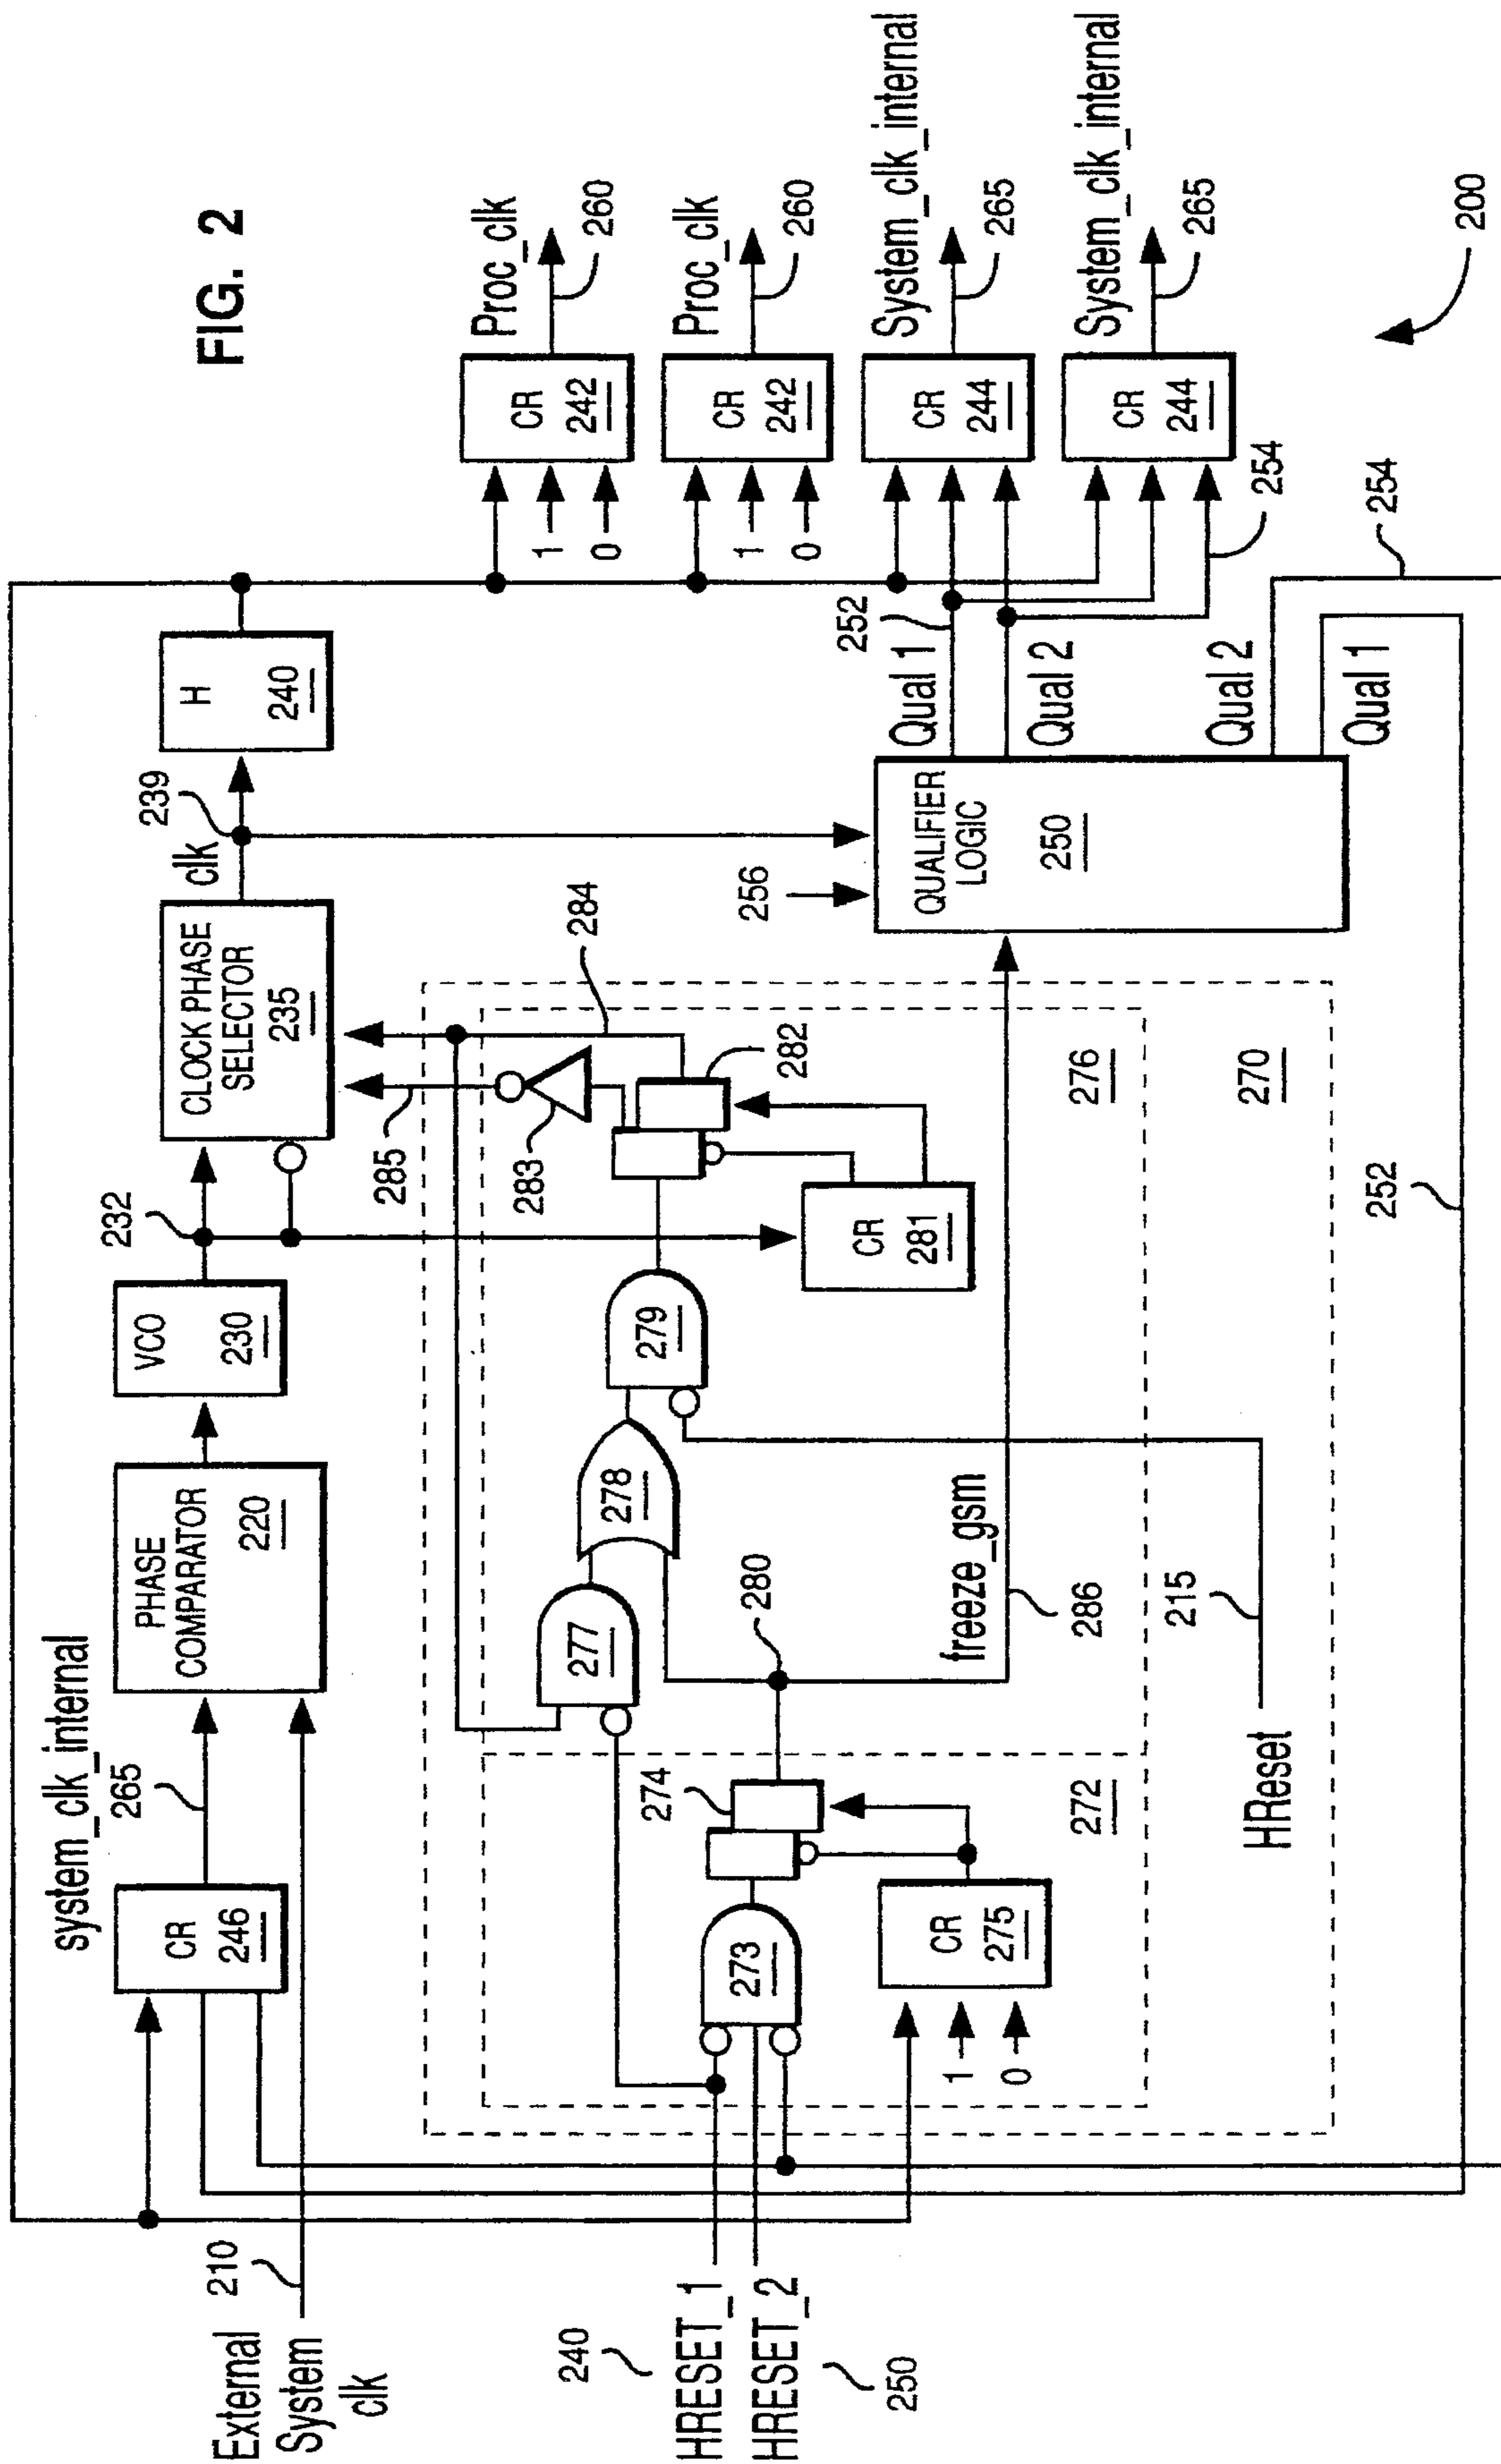 FIG. 2
External
System
clk
210
system_clk_internal
265
CR
246
PHASE
COMPARATOR
220
VCO
230
232
CLOCK PHASE
SELECTOR
235
clk
239
H
240
Proc_clk
260
CR
242
1
0
Proc_clk
260
CR
242
1
0
System_clk_internal
265
CR
244
System_clk_internal
265
CR
244
254
252
Qual 1
Qual 2
Qual 2
Qual 1
254
252
QUALIFIER
LOGIC
250
256
284
285
283
282
276
270
CR
281
279
278
277
280
freeze_gsm
286
215
HReset
274
272
273
CR
275
1
0
240
HRESET_1
HRESET_2
250
200